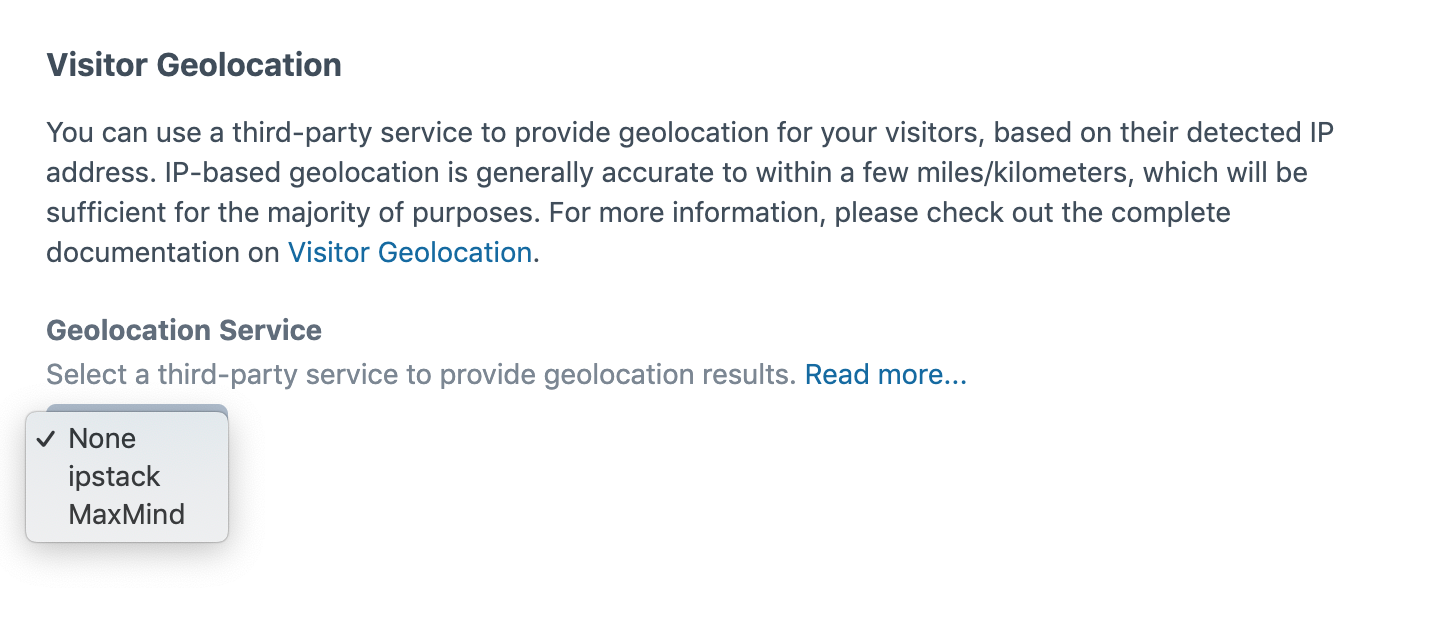 Visitor Geolocation
You can use a third-party service to provide geolocation for your visitors, based on their detected IP
address. IP-based geolocation is generally accurate to within a few miles/kilometers, which will be
sufficient for the majority of purposes. For more information, please check out the complete
documentation on Visitor Geolocation.
Geolocation Service
Select a third-party service to provide geolocation results. Read more...
✓ None
ipstack
MaxMind